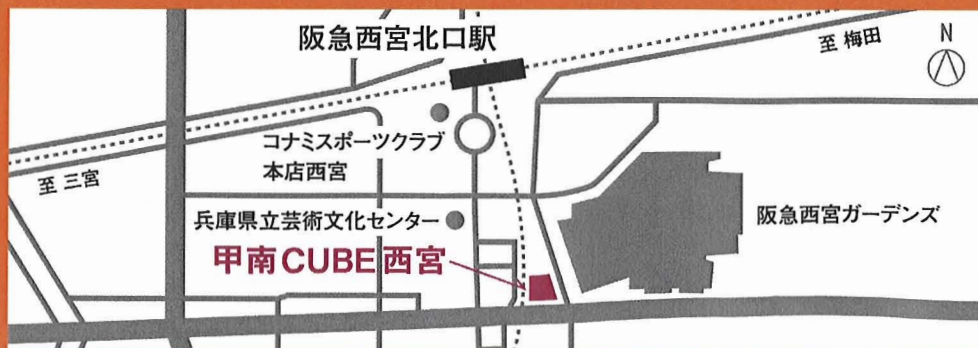 阪急西宮北口駅
至 梅田
N
コナミスポーツクラブ
本店西宮
至 三宮
兵庫県立芸術文化センター
阪急西宮ガーデンズ
甲南CUBE西宮